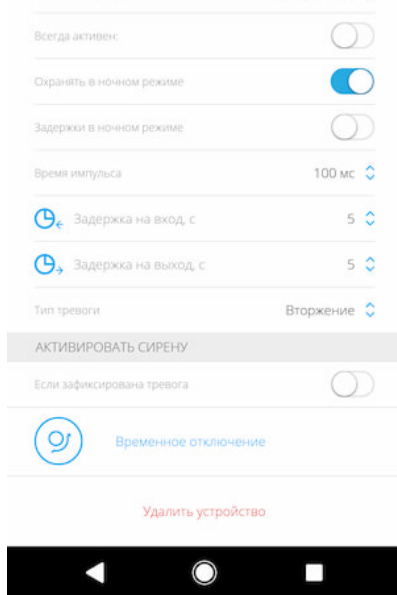 Всегда активен:
Охранять в ночном режиме
Задержки в ночном режиме
Время импульса 100 мс
Задержка на вход, с 5
Задержка на выход, с 5
Тип тревоги Вторжение
АКТИВИРОВАТЬ СИРЕНУ
Если зафиксирована тревога
Временное отключение
Удалить устройство